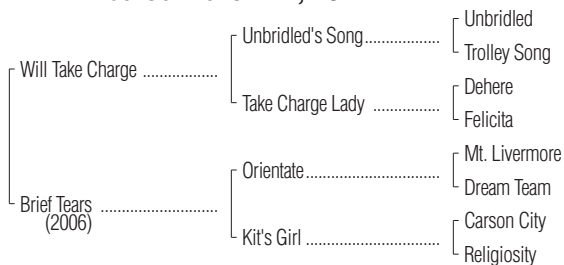 Unbridled
Unbridled's Song
Trolley Song
Will Take Charge
Dehere
Take Charge Lady
Felicita
Mt. Livermore
Orientate
Dream Team
Brief Tears
(2006)
Carson City
Kit's Girl
Religiosity